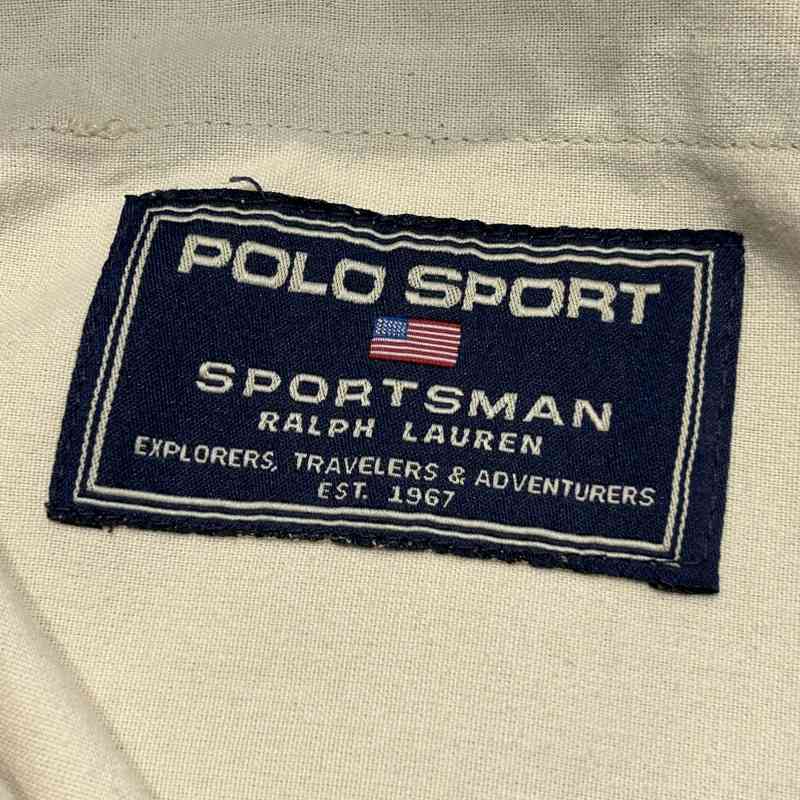 POLO SPORT
SPORTSMAN
RALPH LAUREN
EXPLORERS, TRAVELERS & ADVENTURERS
EST. 1967